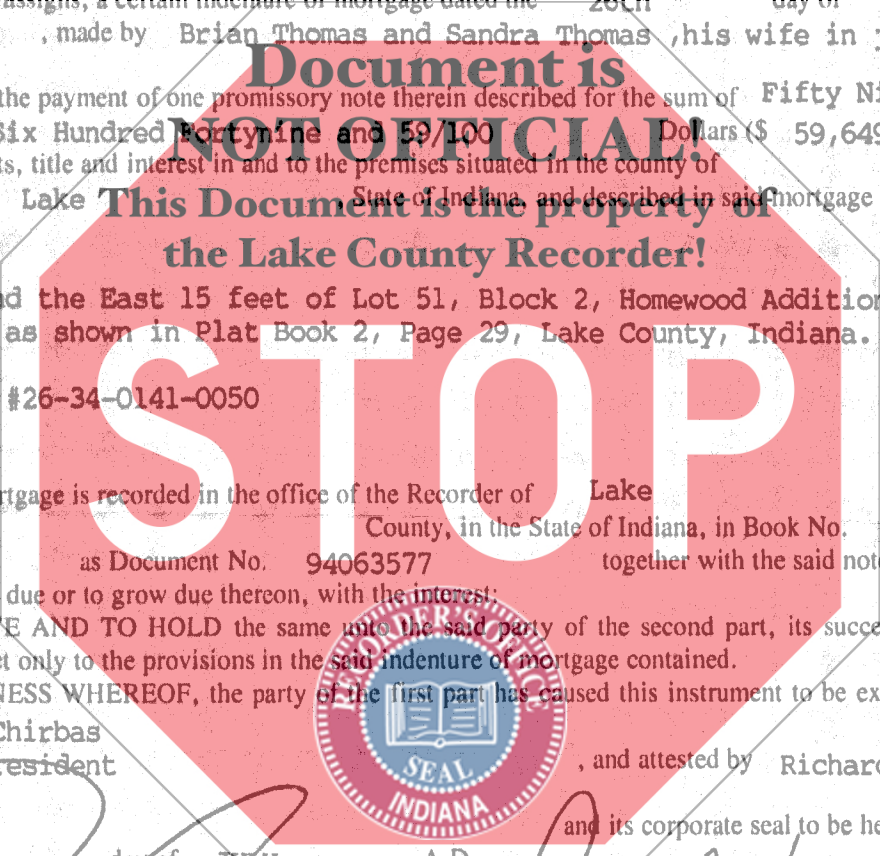 assigns, a certain indenture of mortgage dated the 26th day of
, made by Brian Thomas and Sandra Thomas ,his wife in
Document is
the payment of one promissory note therein described for the sum of Fifty Ni
Six Hundred Fortynine and 59/100 Dollars ($ 59,649
NOT OFFICIAL!
ts, title and interest in and to the premises situated in the county of
Lake , State of Indiana, and described in said mortgage
This Document is the property of
the Lake County Recorder!
nd the East 15 feet of Lot 51, Block 2, Homewood Addition
as shown in Plat Book 2, Page 29, Lake County, Indiana.
STOP
#26-34-0141-0050
rtgage is recorded in the office of the Recorder of Lake
County, in the State of Indiana, in Book No.
as Document No. 94063577 together with the said note
due or to grow due thereon, with the interest;
E AND TO HOLD the same unto the said party of the second part, its succe
ct only to the provisions in the said indenture of mortgage contained.
NESS WHEREOF, the party of the first part has caused this instrument to be ex
Chirbas
resident , and attested by Richard
and its corporate seal to be he
RECORDER'S OFFICE
SEAL
INDIANA